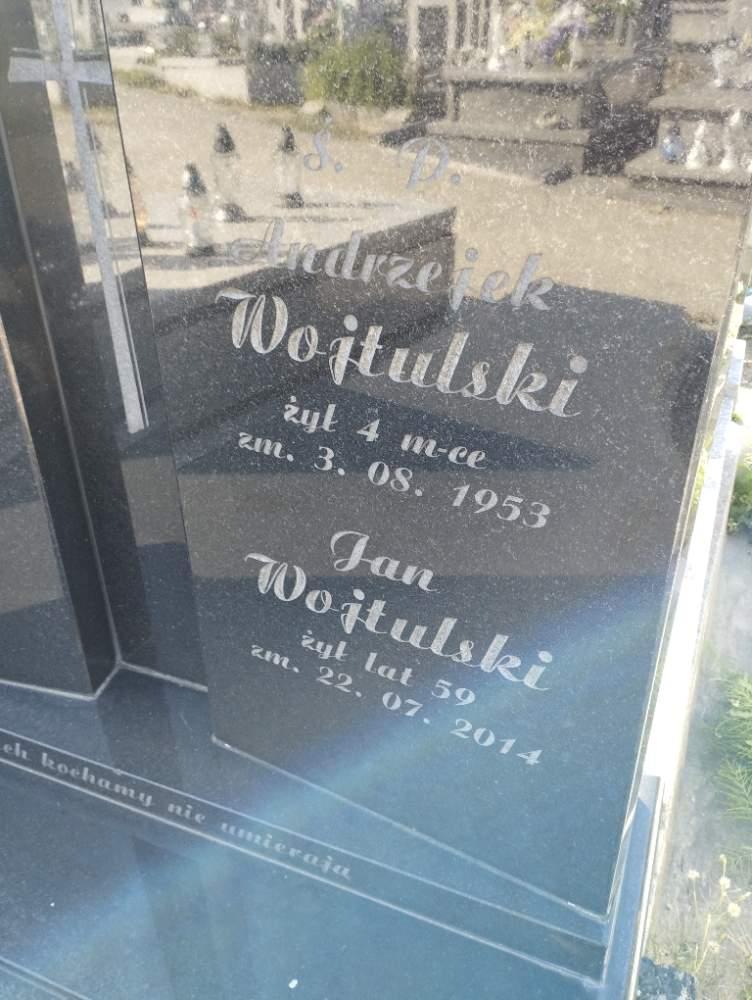 Ś. P.
Andrzejek
Wojtulski
żył 4 m-ce
zm. 3. 08. 1953
Jan
Wojtulski
żył lat 59
zm. 22. 07. 2014
kochamy nie umierają